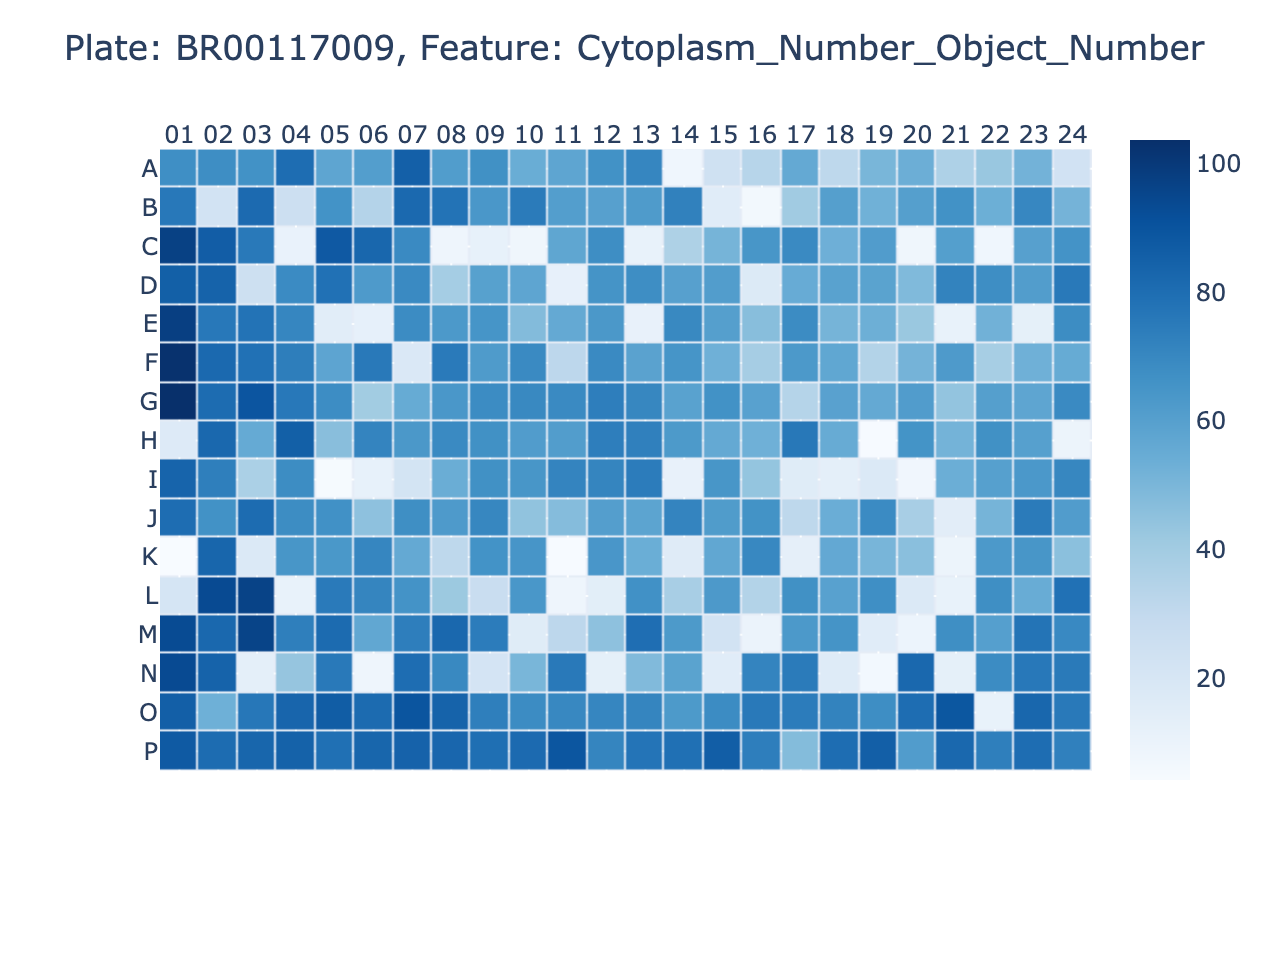 Plate: BR00117009, Feature: Cytoplasm_Number_Object_Number
01 02 03 04 05 06 07 08 09 10 11 12 13 14 15 16 17 18 19 20 21 22 23 24
A
B
C
D
E
F
G
H
I
J
K
L
M
N
O
P
100
80
60
40
20